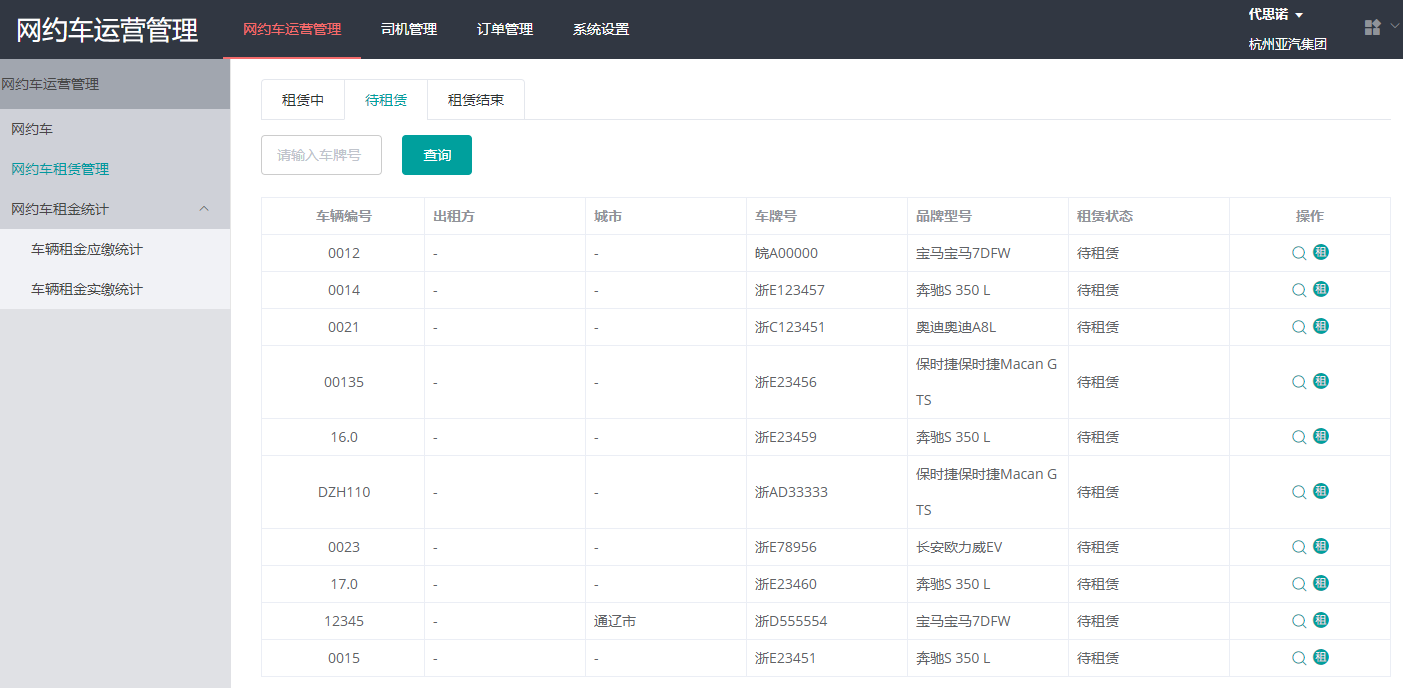 网约车运营管理 网约车运营管理 司机管理 订单管理 系统设置 代思诺
杭州亚汽集团
网约车运营管理
网约车
网约车租赁管理
网约车租金统计
车辆租金应缴统计
车辆租金实缴统计
租赁中 待租赁 租赁结束
请输入车牌号 查询
车辆编号 出租方 城市 车牌号 品牌型号 租赁状态 操作
0012 - - 皖A00000 宝马宝马7DFW 待租赁 租
0014 - - 浙E123457 奔驰S 350 L 待租赁 租
0021 - - 浙C123451 奥迪奥迪A8L 待租赁 租
00135 - - 浙E23456 保时捷保时捷Macan G 待租赁 租
TS
16.0 - - 浙E23459 奔驰S 350 L 待租赁 租
DZH110 - - 浙AD33333 保时捷保时捷Macan G 待租赁 租
TS
0023 - - 浙E78956 长安欧力威EV 待租赁 租
17.0 - - 浙E23460 奔驰S 350 L 待租赁 租
12345 - 通辽市 浙D555554 宝马宝马7DFW 待租赁 租
0015 - - 浙E23451 奔驰S 350 L 待租赁 租